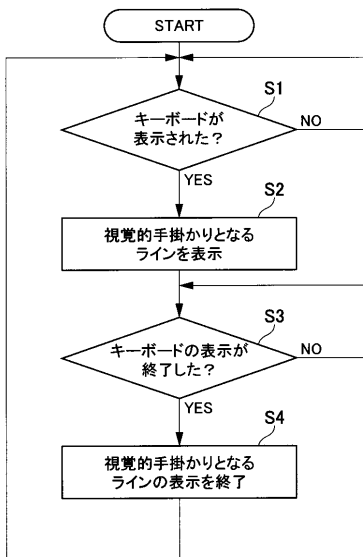 START
S1
キーボードが
表示された?
NO
YES
S2
視覚的手掛かりとなる
ラインを表示
S3
キーボードの表示が
終了した?
NO
YES
S4
視覚的手掛かりとなる
ラインの表示を終了